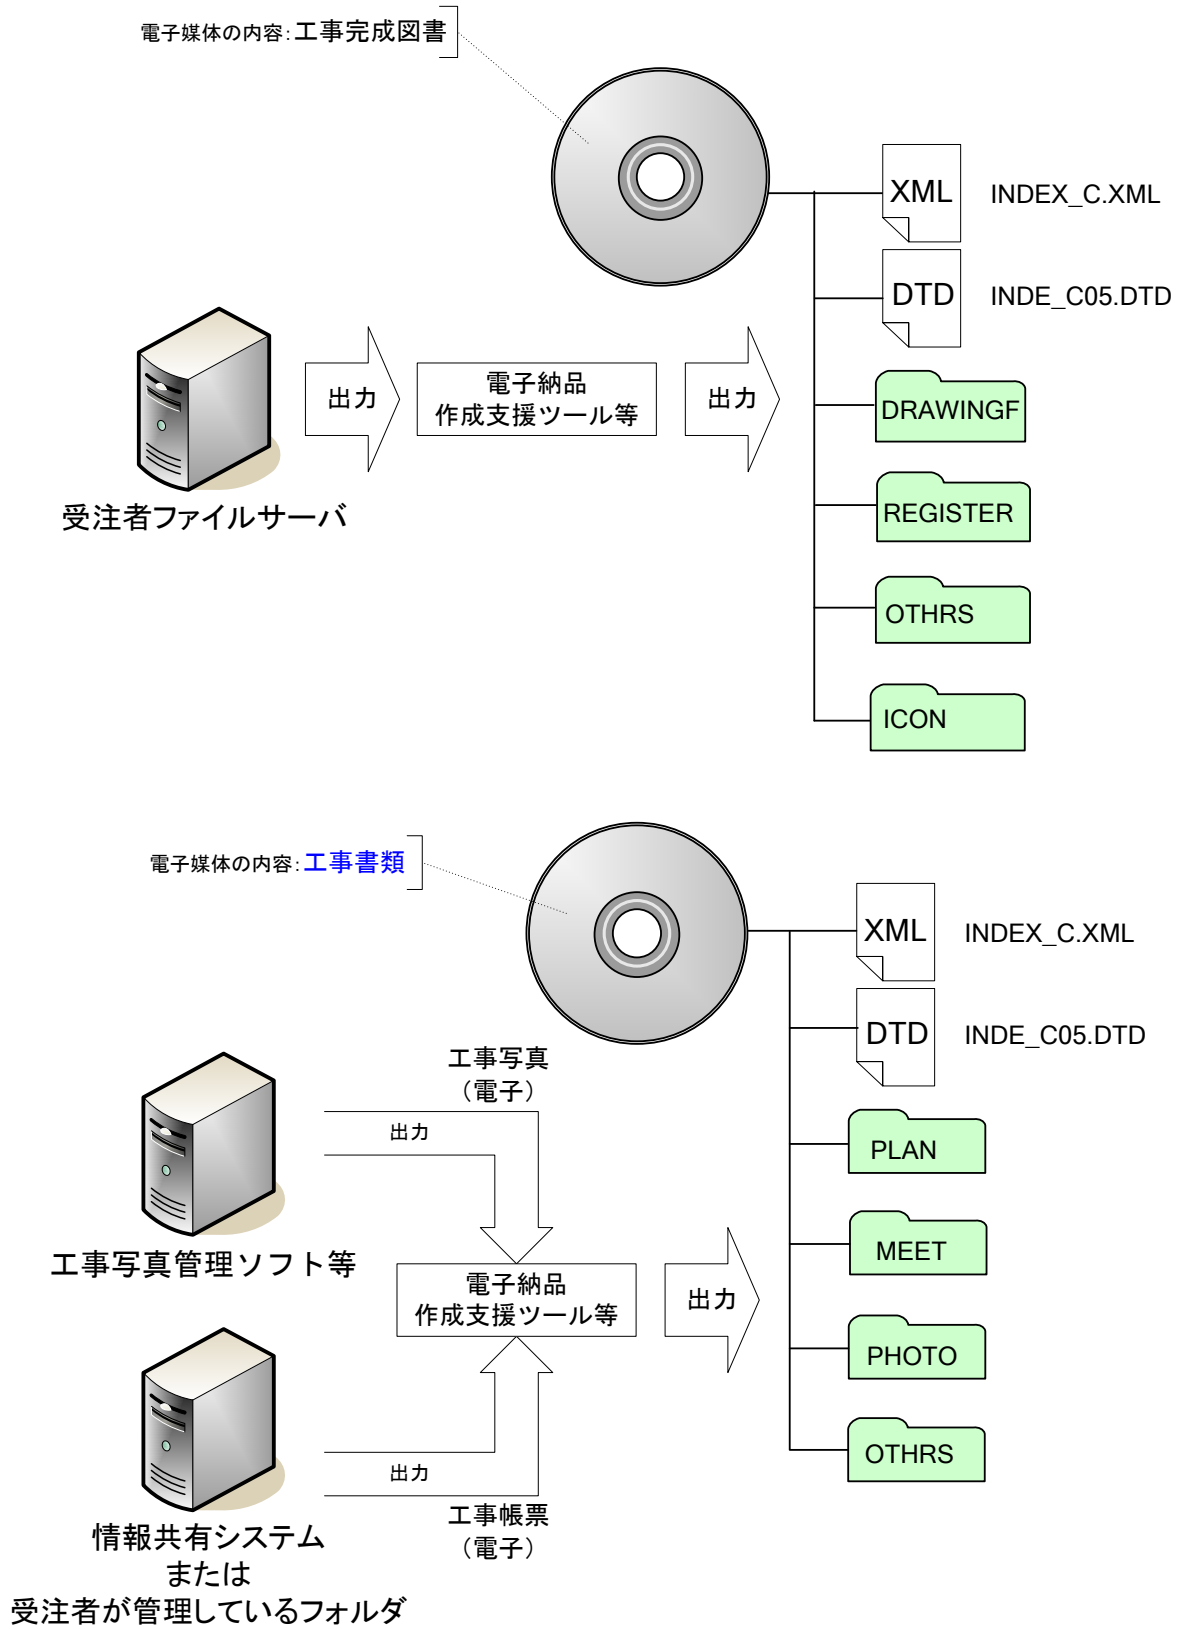 電子媒体の内容：工事完成図書
XML
INDEX_C.XML
DTD
INDE_C05.DTD
出力
電子納品
作成支援ツール等
出力
DRAWINGF
受注者ファイルサーバ
REGISTER
OTHRS
ICON
電子媒体の内容：工事書類
XML
INDEX_C.XML
DTD
INDE_C05.DTD
工事写真
（電子）
出力
PLAN
工事写真管理ソフト等
MEET
電子納品
作成支援ツール等
出力
PHOTO
OTHRS
出力
工事帳票
（電子）
情報共有システム
または
受注者が管理しているフォルダ